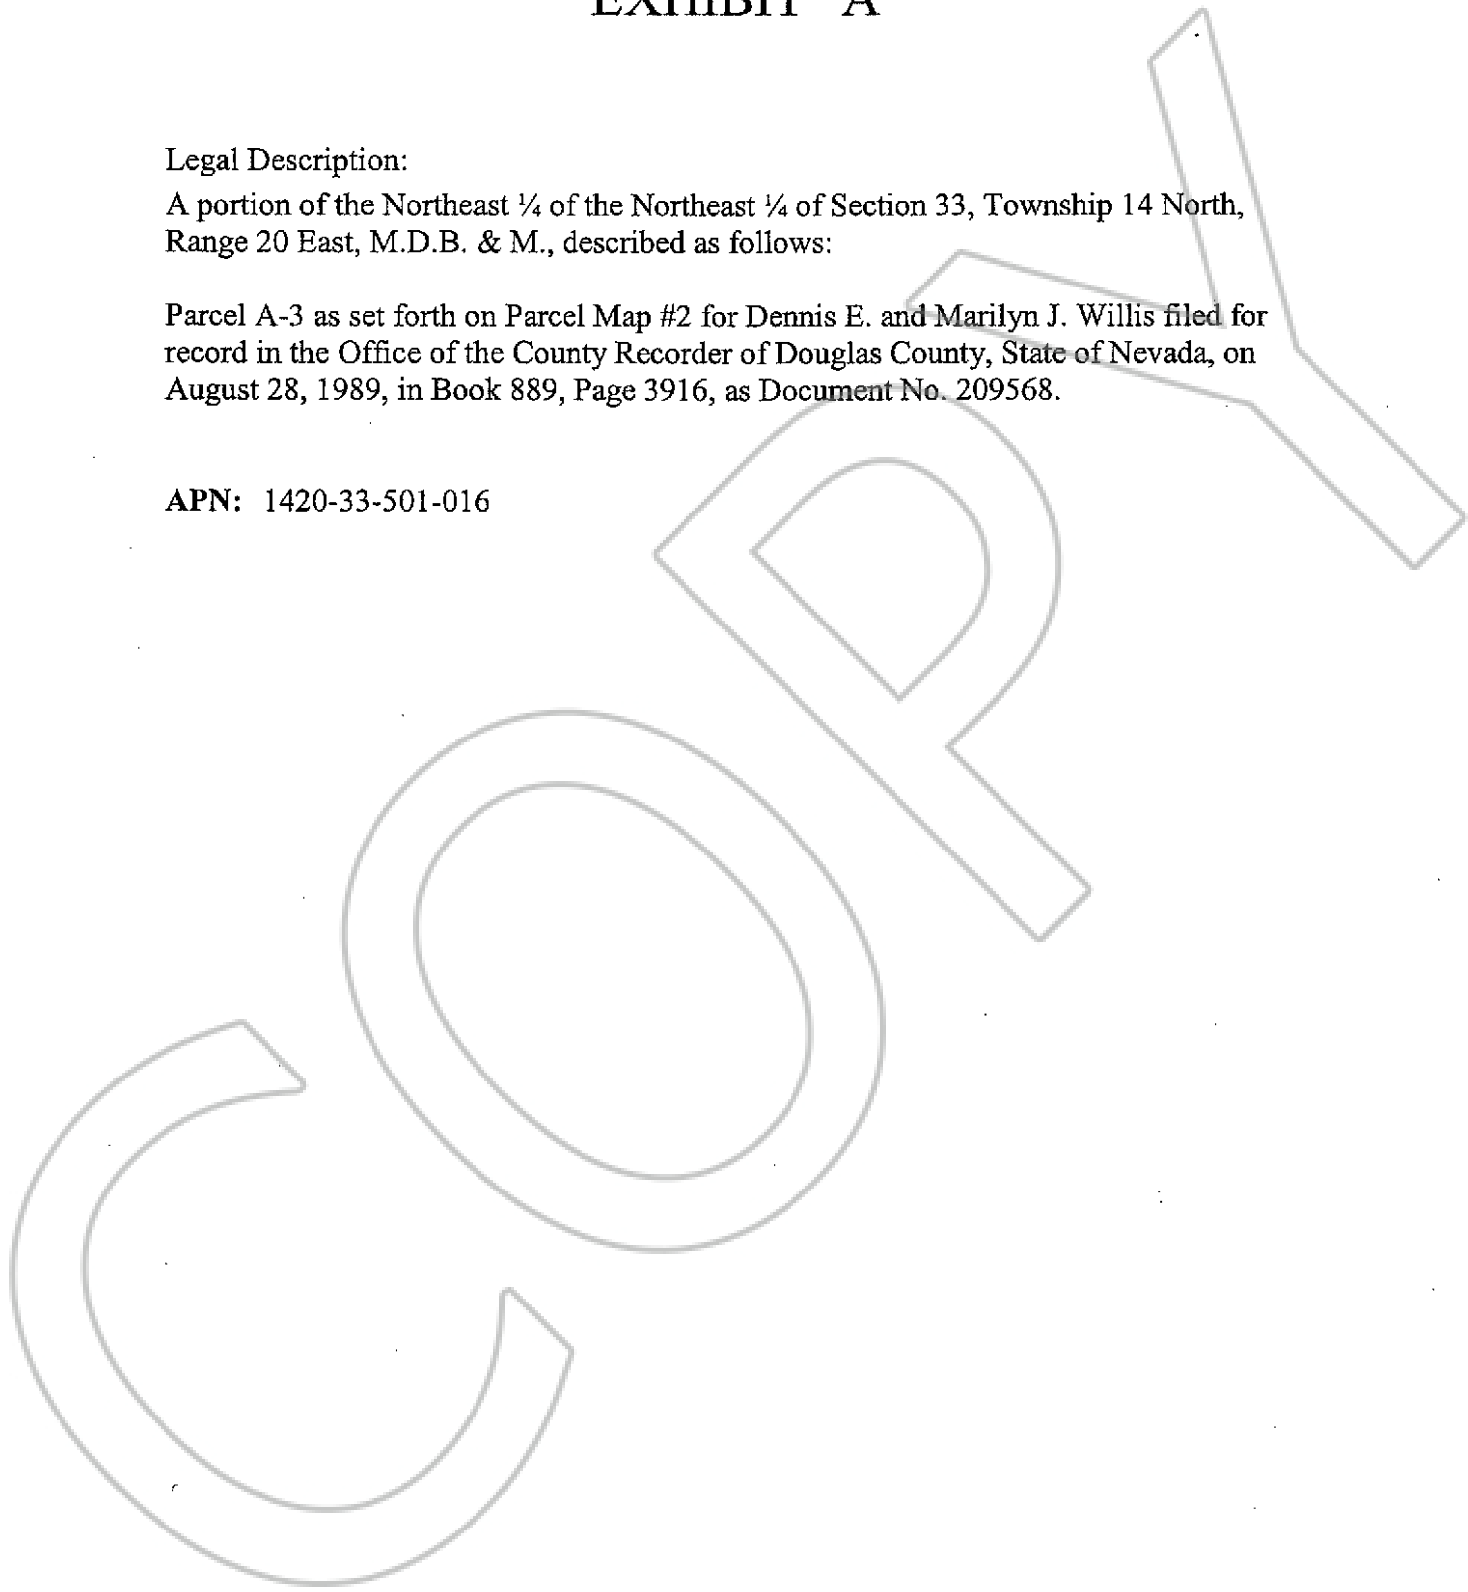 EXHIBIT "A"
Legal Description:
A portion of the Northeast ¼ of the Northeast ¼ of Section 33, Township 14 North,
Range 20 East, M.D.B. & M., described as follows:
Parcel A-3 as set forth on Parcel Map #2 for Dennis E. and Marilyn J. Willis filed for
record in the Office of the County Recorder of Douglas County, State of Nevada, on
August 28, 1989, in Book 889, Page 3916, as Document No. 209568.
APN: 1420-33-501-016
COPY